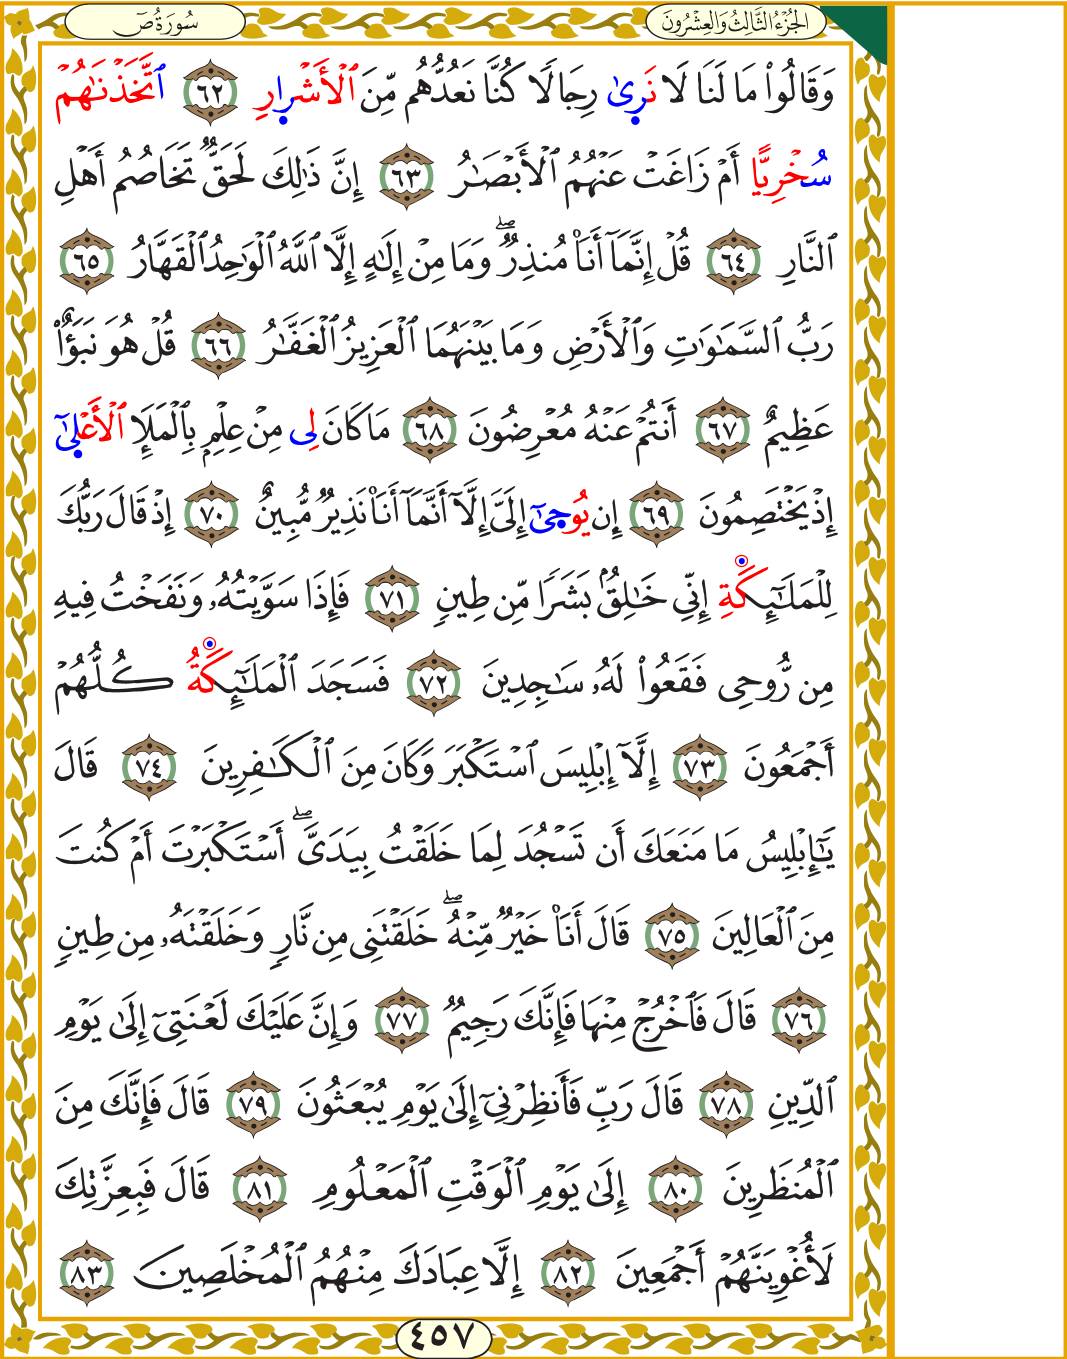 الجُزْءُ الثَّالِثُ وَالعِشْرُونَ
سُورَةُ صٓ
وَقَالُواْ مَا لَنَا لَا نَرِىٰ رِجَالًا كُنَّا نَعُدُّهُم مِّنَ ٱلْأَشْرِارِ ٦٢ ٱتَّخَذْنَٰهُمْ
سُخْرِيًّا أَمْ زَاغَتْ عَنْهُمُ ٱلْأَبْصَٰرُ ٦٣ إِنَّ ذَٰلِكَ لَحَقٌّ تَخَاصُمُ أَهْلِ
ٱلنَّارِ ٦٤ قُلْ إِنَّمَآ أَنَا۠ مُنذِرٌۖ وَمَا مِنْ إِلَٰهٍ إِلَّا ٱللَّهُ ٱلْوَٰحِدُ ٱلْقَهَّارُ ٦٥
رَبُّ ٱلسَّمَٰوَٰتِ وَٱلْأَرْضِ وَمَا بَيْنَهُمَا ٱلْعَزِيزُ ٱلْغَفَّٰرُ ٦٦ قُلْ هُوَ نَبَؤٌاْ
عَظِيمٌ ٦٧ أَنتُمْ عَنْهُ مُعْرِضُونَ ٦٨ مَا كَانَ لِى مِنْ عِلْمٍۭ بِٱلْمَلَإِ ٱلْأَعْلِىٰٓ
إِذْ يَخْتَصِمُونَ ٦٩ إِن يُوحِىٰٓ إِلَىَّ إِلَّآ أَنَّمَآ أَنَا۠ نَذِيرٌ مُّبِينٌ ٧٠ إِذْ قَالَ رَبُّكَ
لِلْمَلَٰٓئِكَةِ إِنِّى خَٰلِقٌۢ بَشَرًا مِّن طِينٍ ٧١ فَإِذَا سَوَّيْتُهُۥ وَنَفَخْتُ فِيهِ
مِن رُّوحِى فَقَعُواْ لَهُۥ سَٰجِدِينَ ٧٢ فَسَجَدَ ٱلْمَلَٰٓئِكَةُ كُلُّهُمْ
أَجْمَعُونَ ٧٣ إِلَّآ إِبْلِيسَ ٱسْتَكْبَرَ وَكَانَ مِنَ ٱلْكَٰفِرِينَ ٧٤ قَالَ
يَٰٓإِبْلِيسُ مَا مَنَعَكَ أَن تَسْجُدَ لِمَا خَلَقْتُ بِيَدَىَّۖ أَسْتَكْبَرْتَ أَمْ كُنتَ
مِنَ ٱلْعَالِينَ ٧٥ قَالَ أَنَا۠ خَيْرٌ مِّنْهُۖ خَلَقْتَنِى مِن نَّارٍ وَخَلَقْتَهُۥ مِن طِينٍ
٧٦ قَالَ فَٱخْرُجْ مِنْهَا فَإِنَّكَ رَجِيمٌ ٧٧ وَإِنَّ عَلَيْكَ لَعْنَتِىٓ إِلَىٰ يَوْمِ
ٱلدِّينِ ٧٨ قَالَ رَبِّ فَأَنظِرْنِىٓ إِلَىٰ يَوْمِ يُبْعَثُونَ ٧٩ قَالَ فَإِنَّكَ مِنَ
ٱلْمُنظَرِينَ ٨٠ إِلَىٰ يَوْمِ ٱلْوَقْتِ ٱلْمَعْلُومِ ٨١ قَالَ فَبِعِزَّتِكَ
لَأُغْوِيَنَّهُمْ أَجْمَعِينَ ٨٢ إِلَّا عِبَادَكَ مِنْهُمُ ٱلْمُخْلَصِينَ ٨٣
٤٥٧